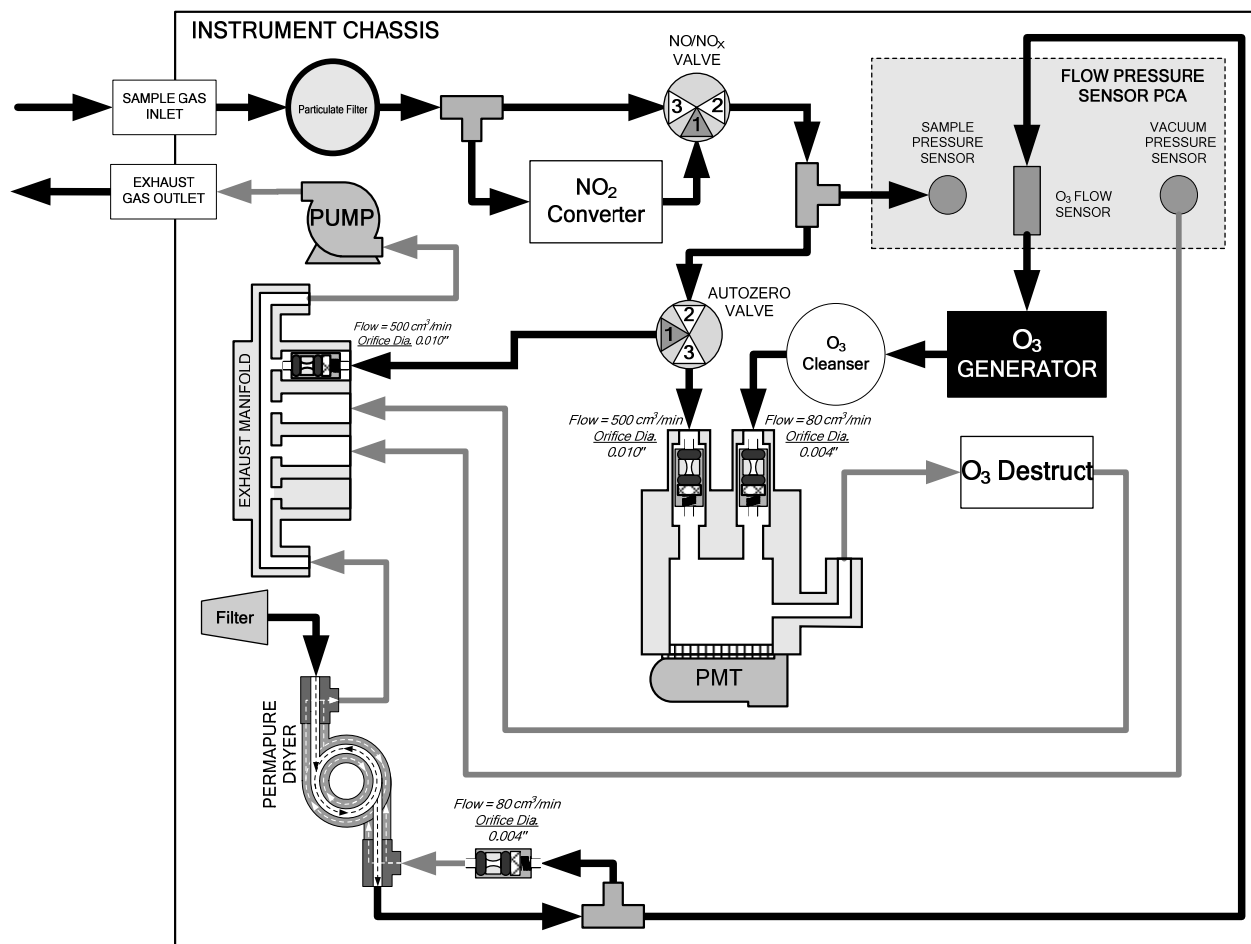 INSTRUMENT CHASSIS
SAMPLE GAS
INLET
Particulate Filter
NO/NOX
VALVE
3
2
1
FLOW PRESSURE
SENSOR PCA
SAMPLE
PRESSURE
SENSOR
VACUUM
PRESSURE
SENSOR
O3 FLOW
SENSOR
EXHAUST
GAS OUTLET
PUMP
NO2
Converter
AUTOZERO
VALVE
2
1
3
Flow = 500 cm³/min
Orifice Dia.
0.010"
EXHAUST MANIFOLD
O3
Cleanser
O3
GENERATOR
Flow = 500 cm³/min
Orifice Dia.
0.010"
Flow = 80 cm³/min
Orifice Dia.
0.004"
O3 Destruct
Filter
PMT
PERMAPURE
DRYER
Flow = 80 cm³/min
Orifice Dia.
0.004"